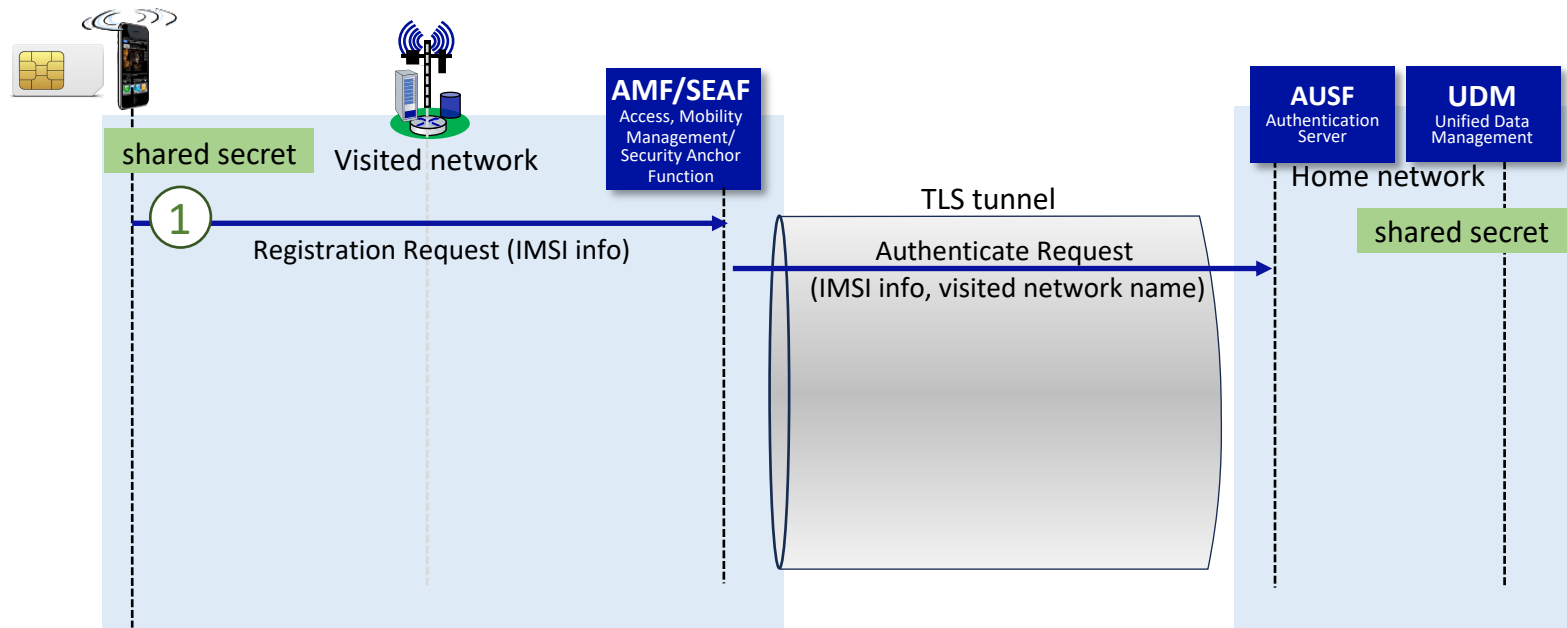 AMF/SEAF
Access, Mobility
Management/
Security Anchor
Function
AUSF
Authentication
Server
UDM
Unified Data
Management
shared secret
Visited network
Home network
1
TLS tunnel
shared secret
Registration Request (IMSI info)
Authenticate Request
(IMSI info, visited network name)